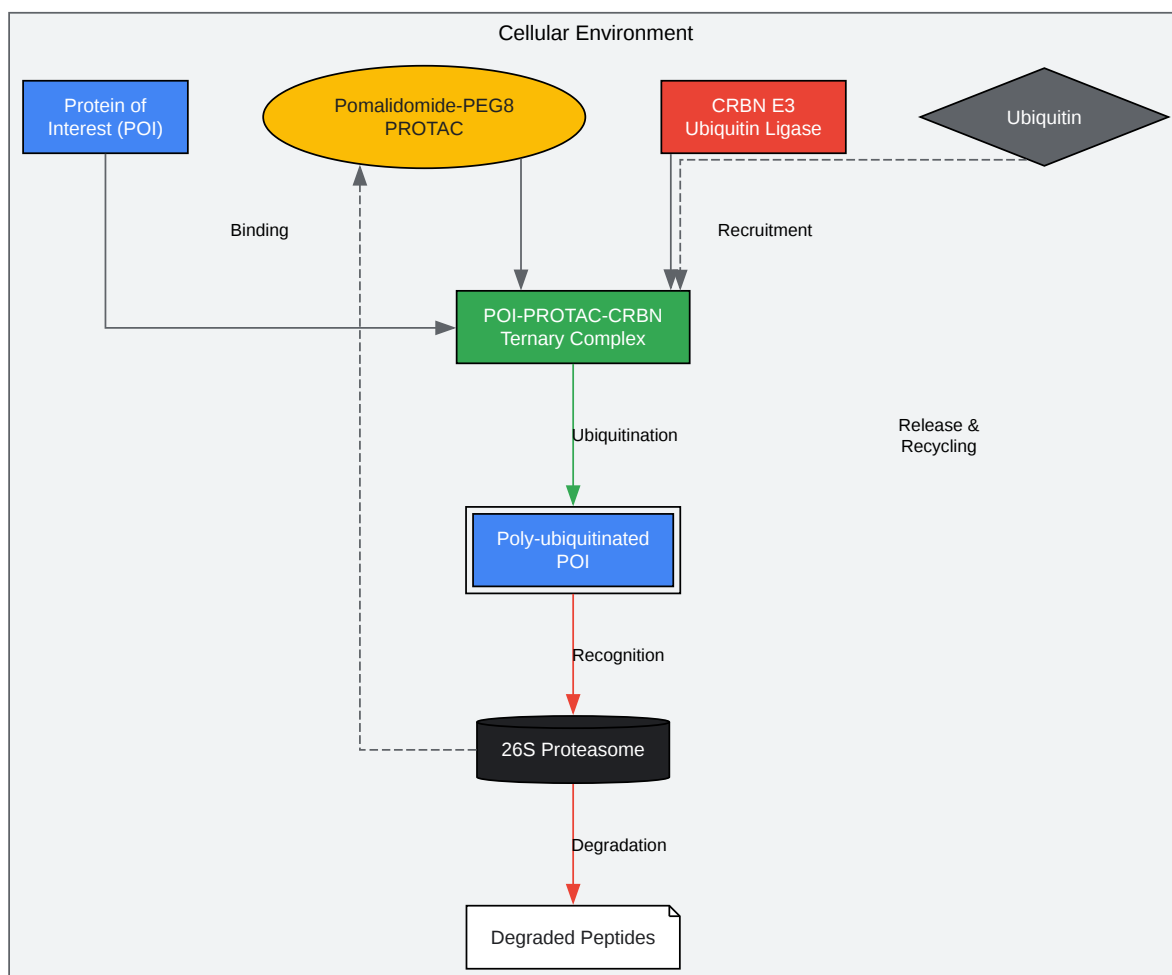 Cellular Environment
Protein of
Interest (POI)
Pomalidomide-PEG8
PROTAC
CRBN E3
Ubiquitin Ligase
Ubiquitin
Binding
Recruitment
POI-PROTAC-CRBN
Ternary Complex
Ubiquitination
Release &
Recycling
Poly-ubiquitinated
POI
Recognition
26S Proteasome
Degradation
Degraded Peptides